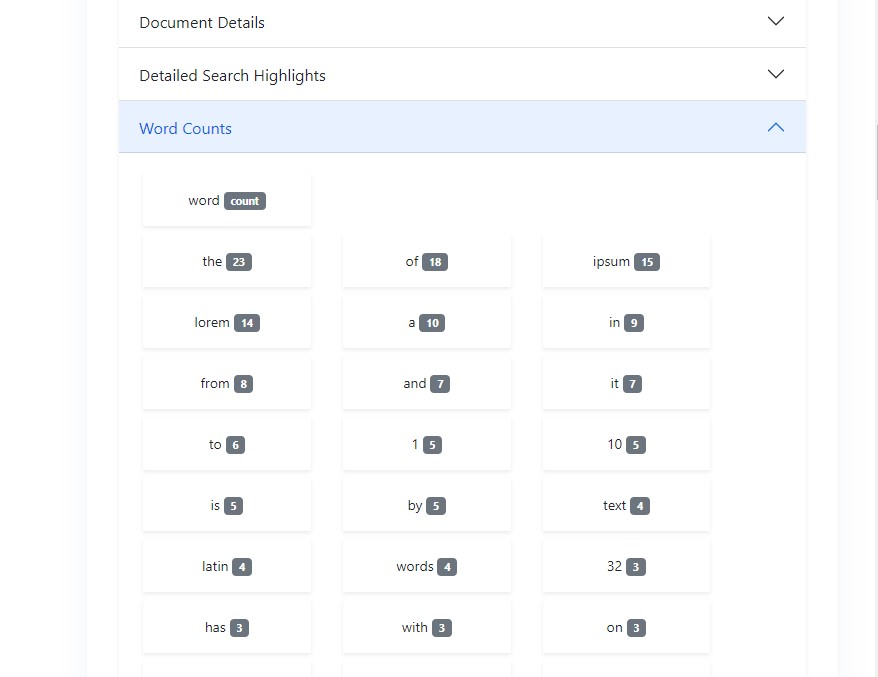 Document Details
Detailed Search Highlights
Word Counts
word count
the 23 of 18 ipsum 15
lorem 14 a 10 in 9
from 8 and 7 it 7
to 6 1 5 10 5
is 5 by 5 text 4
latin 4 words 4 32 3
has 3 with 3 on 3